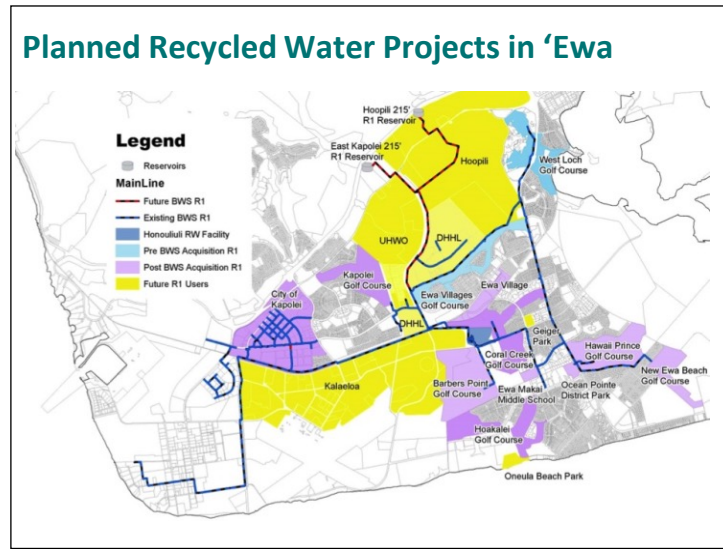 Planned Recycled Water Projects in ‘Ewa
Hoopili 215'
R1 Reservoir
Legend
Reservoirs
MainLine
Future BWS R1
Existing BWS R1
Honouliuli RW Facility
Pre BWS Acquisition R1
Post BWS Acquisition R1
Future R1 Users
East Kapolei 215'
R1 Reservoir
Hoopili
West Loch
Golf Course
UHWO
DHHL
Kapolei
Golf Course
City of
Kapolei
Ewa Villages
Golf Course
Ewa Village
DHHL
Geiger
Park
Kalaeloa
Coral Creek
Golf Course
Hawaii Prince
Golf Course
Barbers Point
Golf Course
Ewa Makai
Middle School
Ocean Pointe
District Park
New Ewa Beach
Golf Course
Hoakalei
Golf Course
Oneula Beach Park